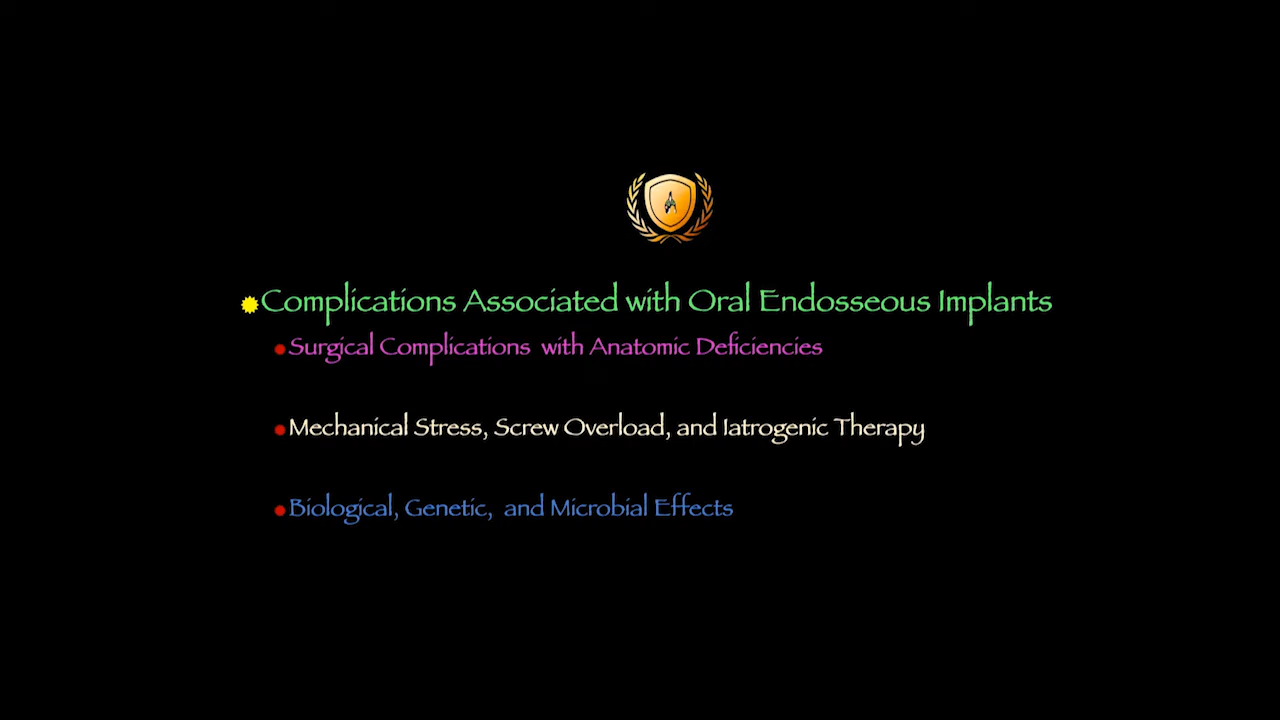 Complications Associated with Oral Endosseous Implants
Surgical Complications with Anatomic Deficiencies
Mechanical Stress, Screw Overload, and Iatrogenic Therapy
Biological, Genetic, and Microbial Effects